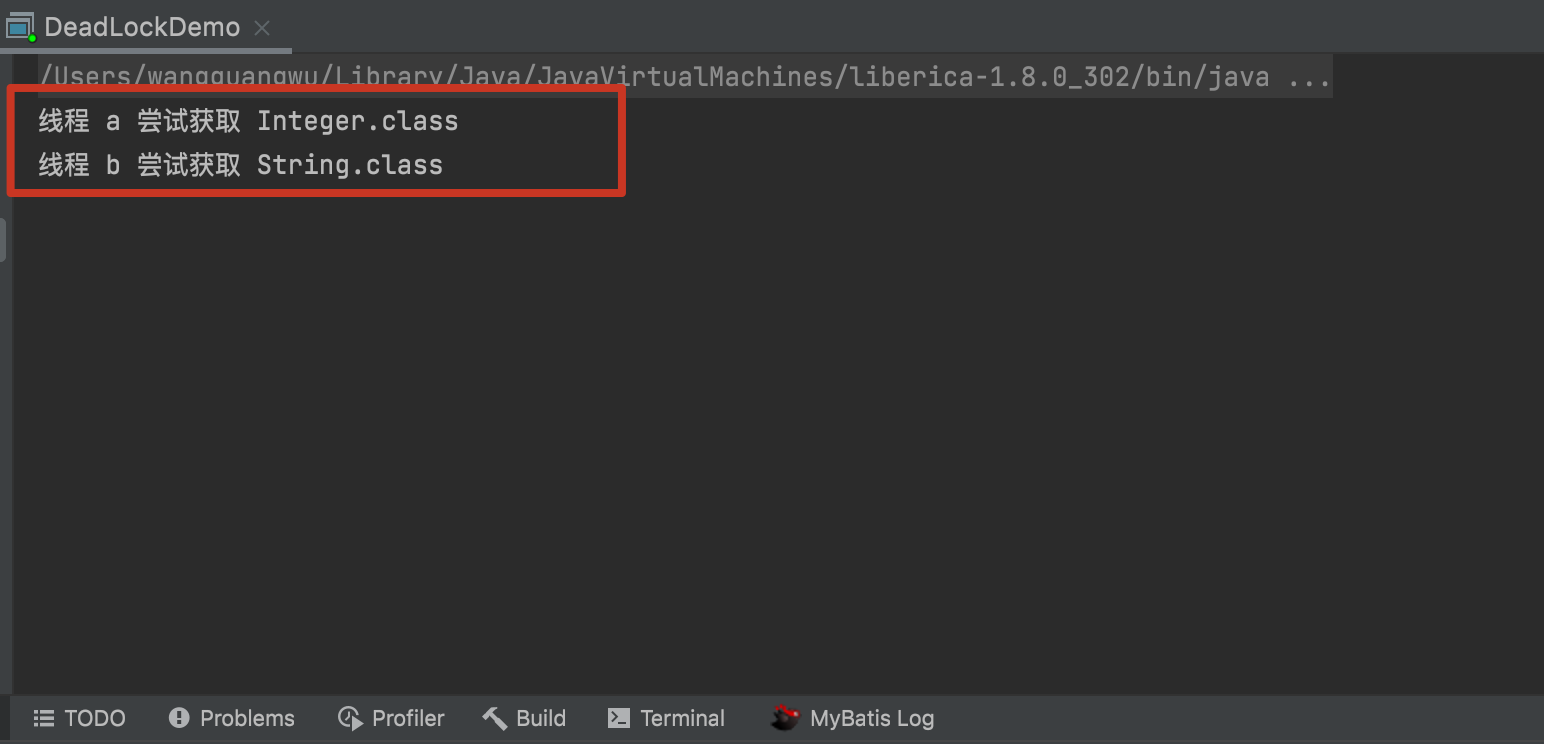 DeadLockDemo
/Users/wangguangwu/Library/Java/JavaVirtualMachines/liberica-1.8.0_302/bin/java ...
线程 a 尝试获取 Integer.class
线程 b 尝试获取 String.class
TODO Problems Profiler Build Terminal MyBatis Log